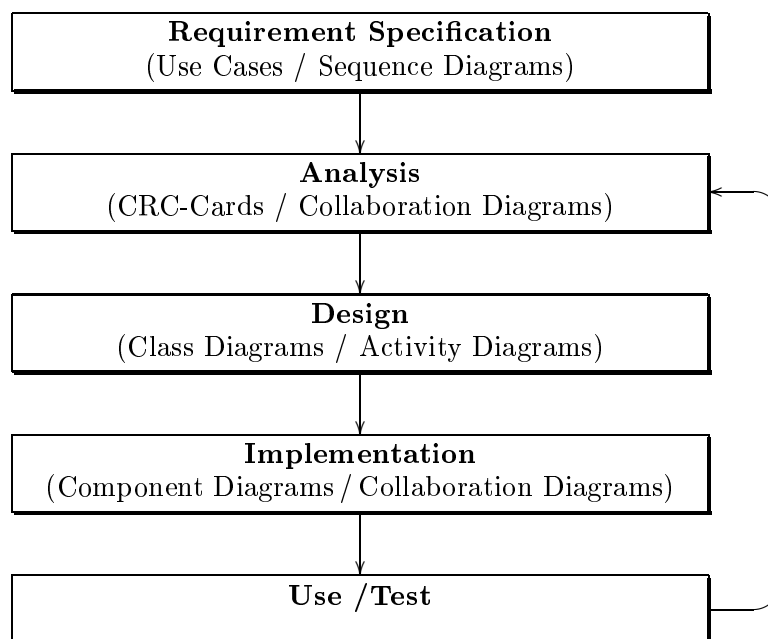 Requirement Specification
(Use Cases / Sequence Diagrams)
Analysis
(CRC-Cards / Collaboration Diagrams)
Design
(Class Diagrams / Activity Diagrams)
Implementation
(Component Diagrams / Collaboration Diagrams)
Use /Test